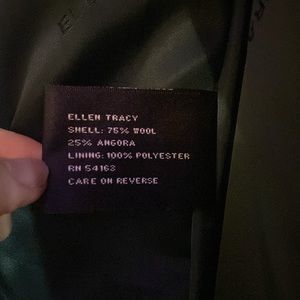 ELLEN TRACY
SHELL: 75% WOOL
25% ANGORA
LINING: 100% POLYESTER
RN 54163
CARE ON REVERSE